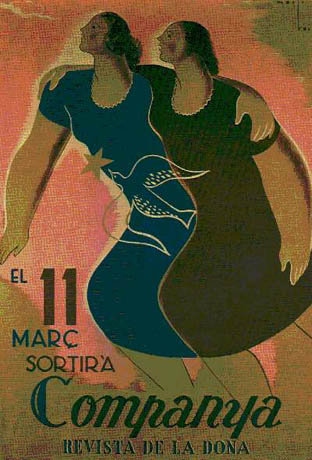 EL 11
MARÇ
SORTIRÀ
Companya
REVISTA DE LA DONA